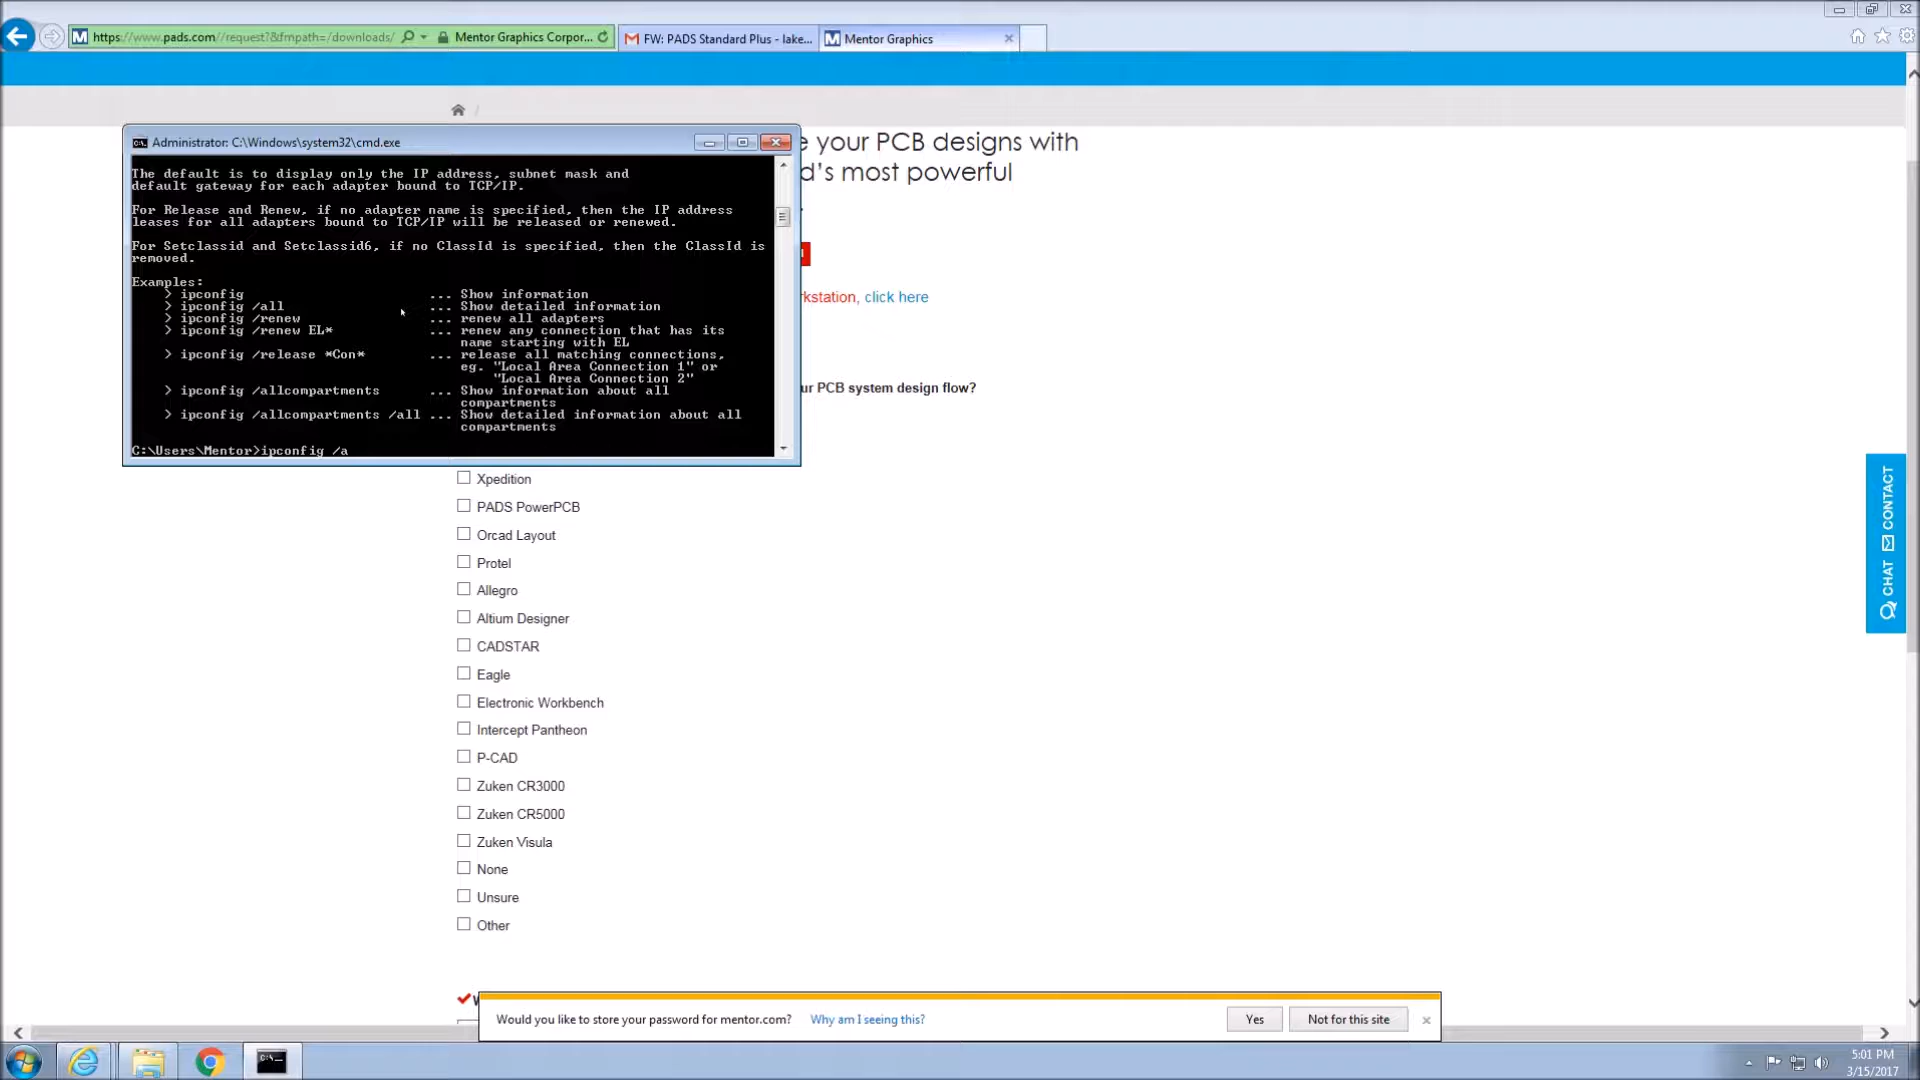 https://www.pads.com//request?&fmpath=/downloads/
Mentor Graphics Corpor...
FW: PADS Standard Plus - lake...
Mentor Graphics
/
Administrator: C:\Windows\system32\cmd.exe
The default is to display only the IP address, subnet mask and
default gateway for each adapter bound to TCP/IP.
For Release and Renew, if no adapter name is specified, then the IP address
leases for all adapters bound to TCP/IP will be released or renewed.
For Setclassid and Setclassid6, if no ClassId is specified, then the ClassId is
removed.
Examples:
> ipconfig ... Show information
> ipconfig /all ... Show detailed information
> ipconfig /renew ... renew all adapters
> ipconfig /renew EL* ... renew any connection that has its
name starting with EL
> ipconfig /release *Con* ... release all matching connections,
eg. "Local Area Connection 1" or
"Local Area Connection 2"
> ipconfig /allcompartments ... Show information about all
compartments
> ipconfig /allcompartments /all ... Show detailed information about all
compartments
C:\Users\Mentor>ipconfig /a
e your PCB designs with
d's most powerful
kstation, click here
ur PCB system design flow?
Xpedition
PADS PowerPCB
Orcad Layout
Protel
Allegro
Altium Designer
CADSTAR
Eagle
Electronic Workbench
Intercept Pantheon
P-CAD
Zuken CR3000
Zuken CR5000
Zuken Visula
None
Unsure
Other
CHAT CONTACT
Would you like to store your password for mentor.com? Why am I seeing this? Yes Not for this site
5:01 PM
3/15/2017